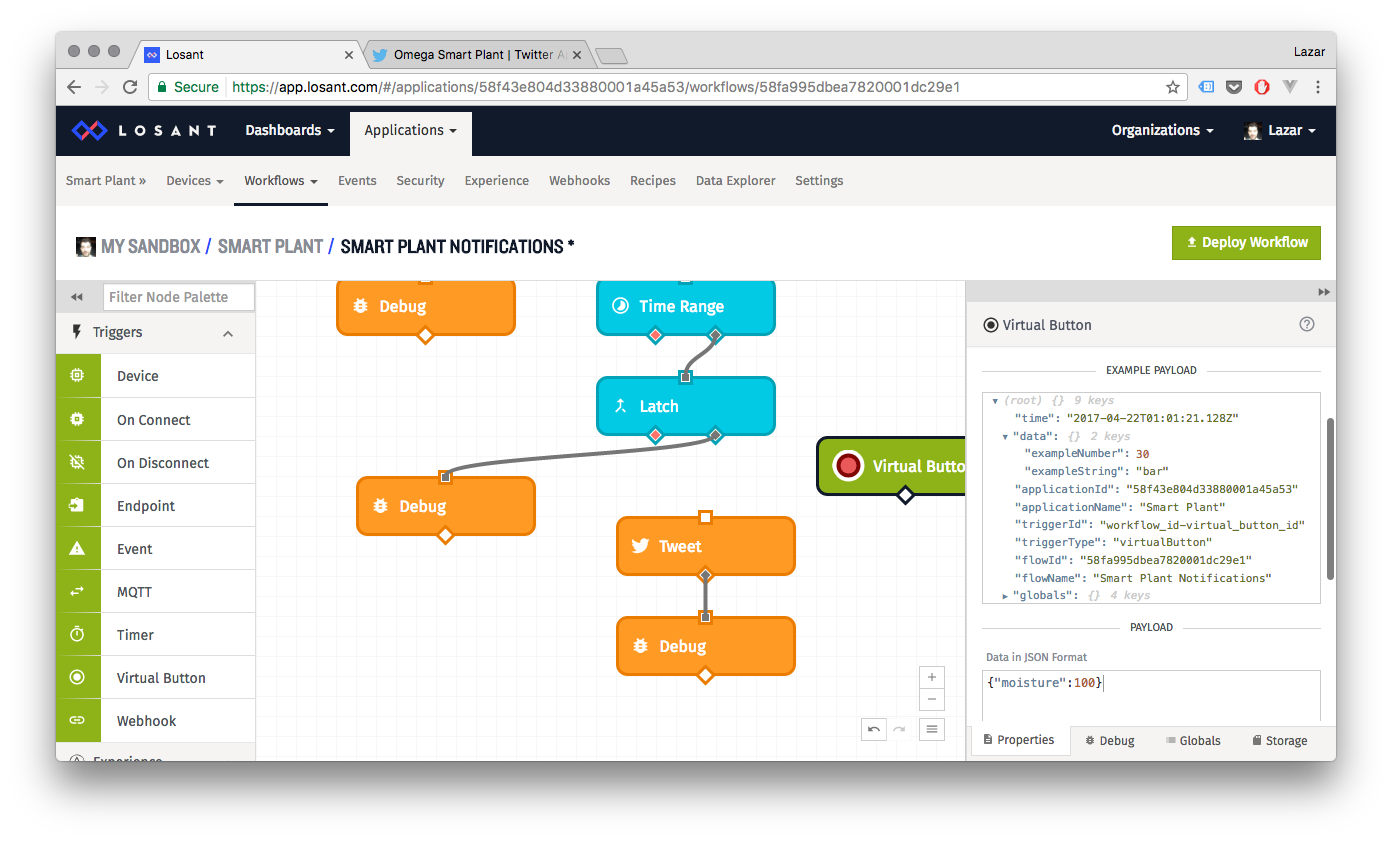 Losant
Omega Smart Plant | Twitter A
Lazar
Secure https://app.losant.com/#/applications/58f43e804d33880001a45a53/workflows/58fa995dbea7820001dc29e1
LOSANT Dashboards Applications Organizations Lazar
Smart Plant » Devices Workflows Events Security Experience Webhooks Recipes Data Explorer Settings
MY SANDBOX / SMART PLANT / SMART PLANT NOTIFICATIONS *
Deploy Workflow
Filter Node Palette
Triggers
Device
On Connect
On Disconnect
Endpoint
Event
MQTT
Timer
Virtual Button
Webhook
Experience
Debug
Time Range
Latch
Virtual Butto
Debug
Tweet
Debug
Virtual Button
EXAMPLE PAYLOAD
(root) {} 9 keys
"time": "2017-04-22T01:01:21.128Z"
"data": {} 2 keys
"exampleNumber": 30
"exampleString": "bar"
"applicationId": "58f43e804d33880001a45a53"
"applicationName": "Smart Plant"
"triggerId": "workflow_id-virtual_button_id"
"triggerType": "virtualButton"
"flowId": "58fa995dbea7820001dc29e1"
"flowName": "Smart Plant Notifications"
"globals": {} 4 keys
PAYLOAD
Data in JSON Format
{"moisture":100}
Properties Debug Globals Storage